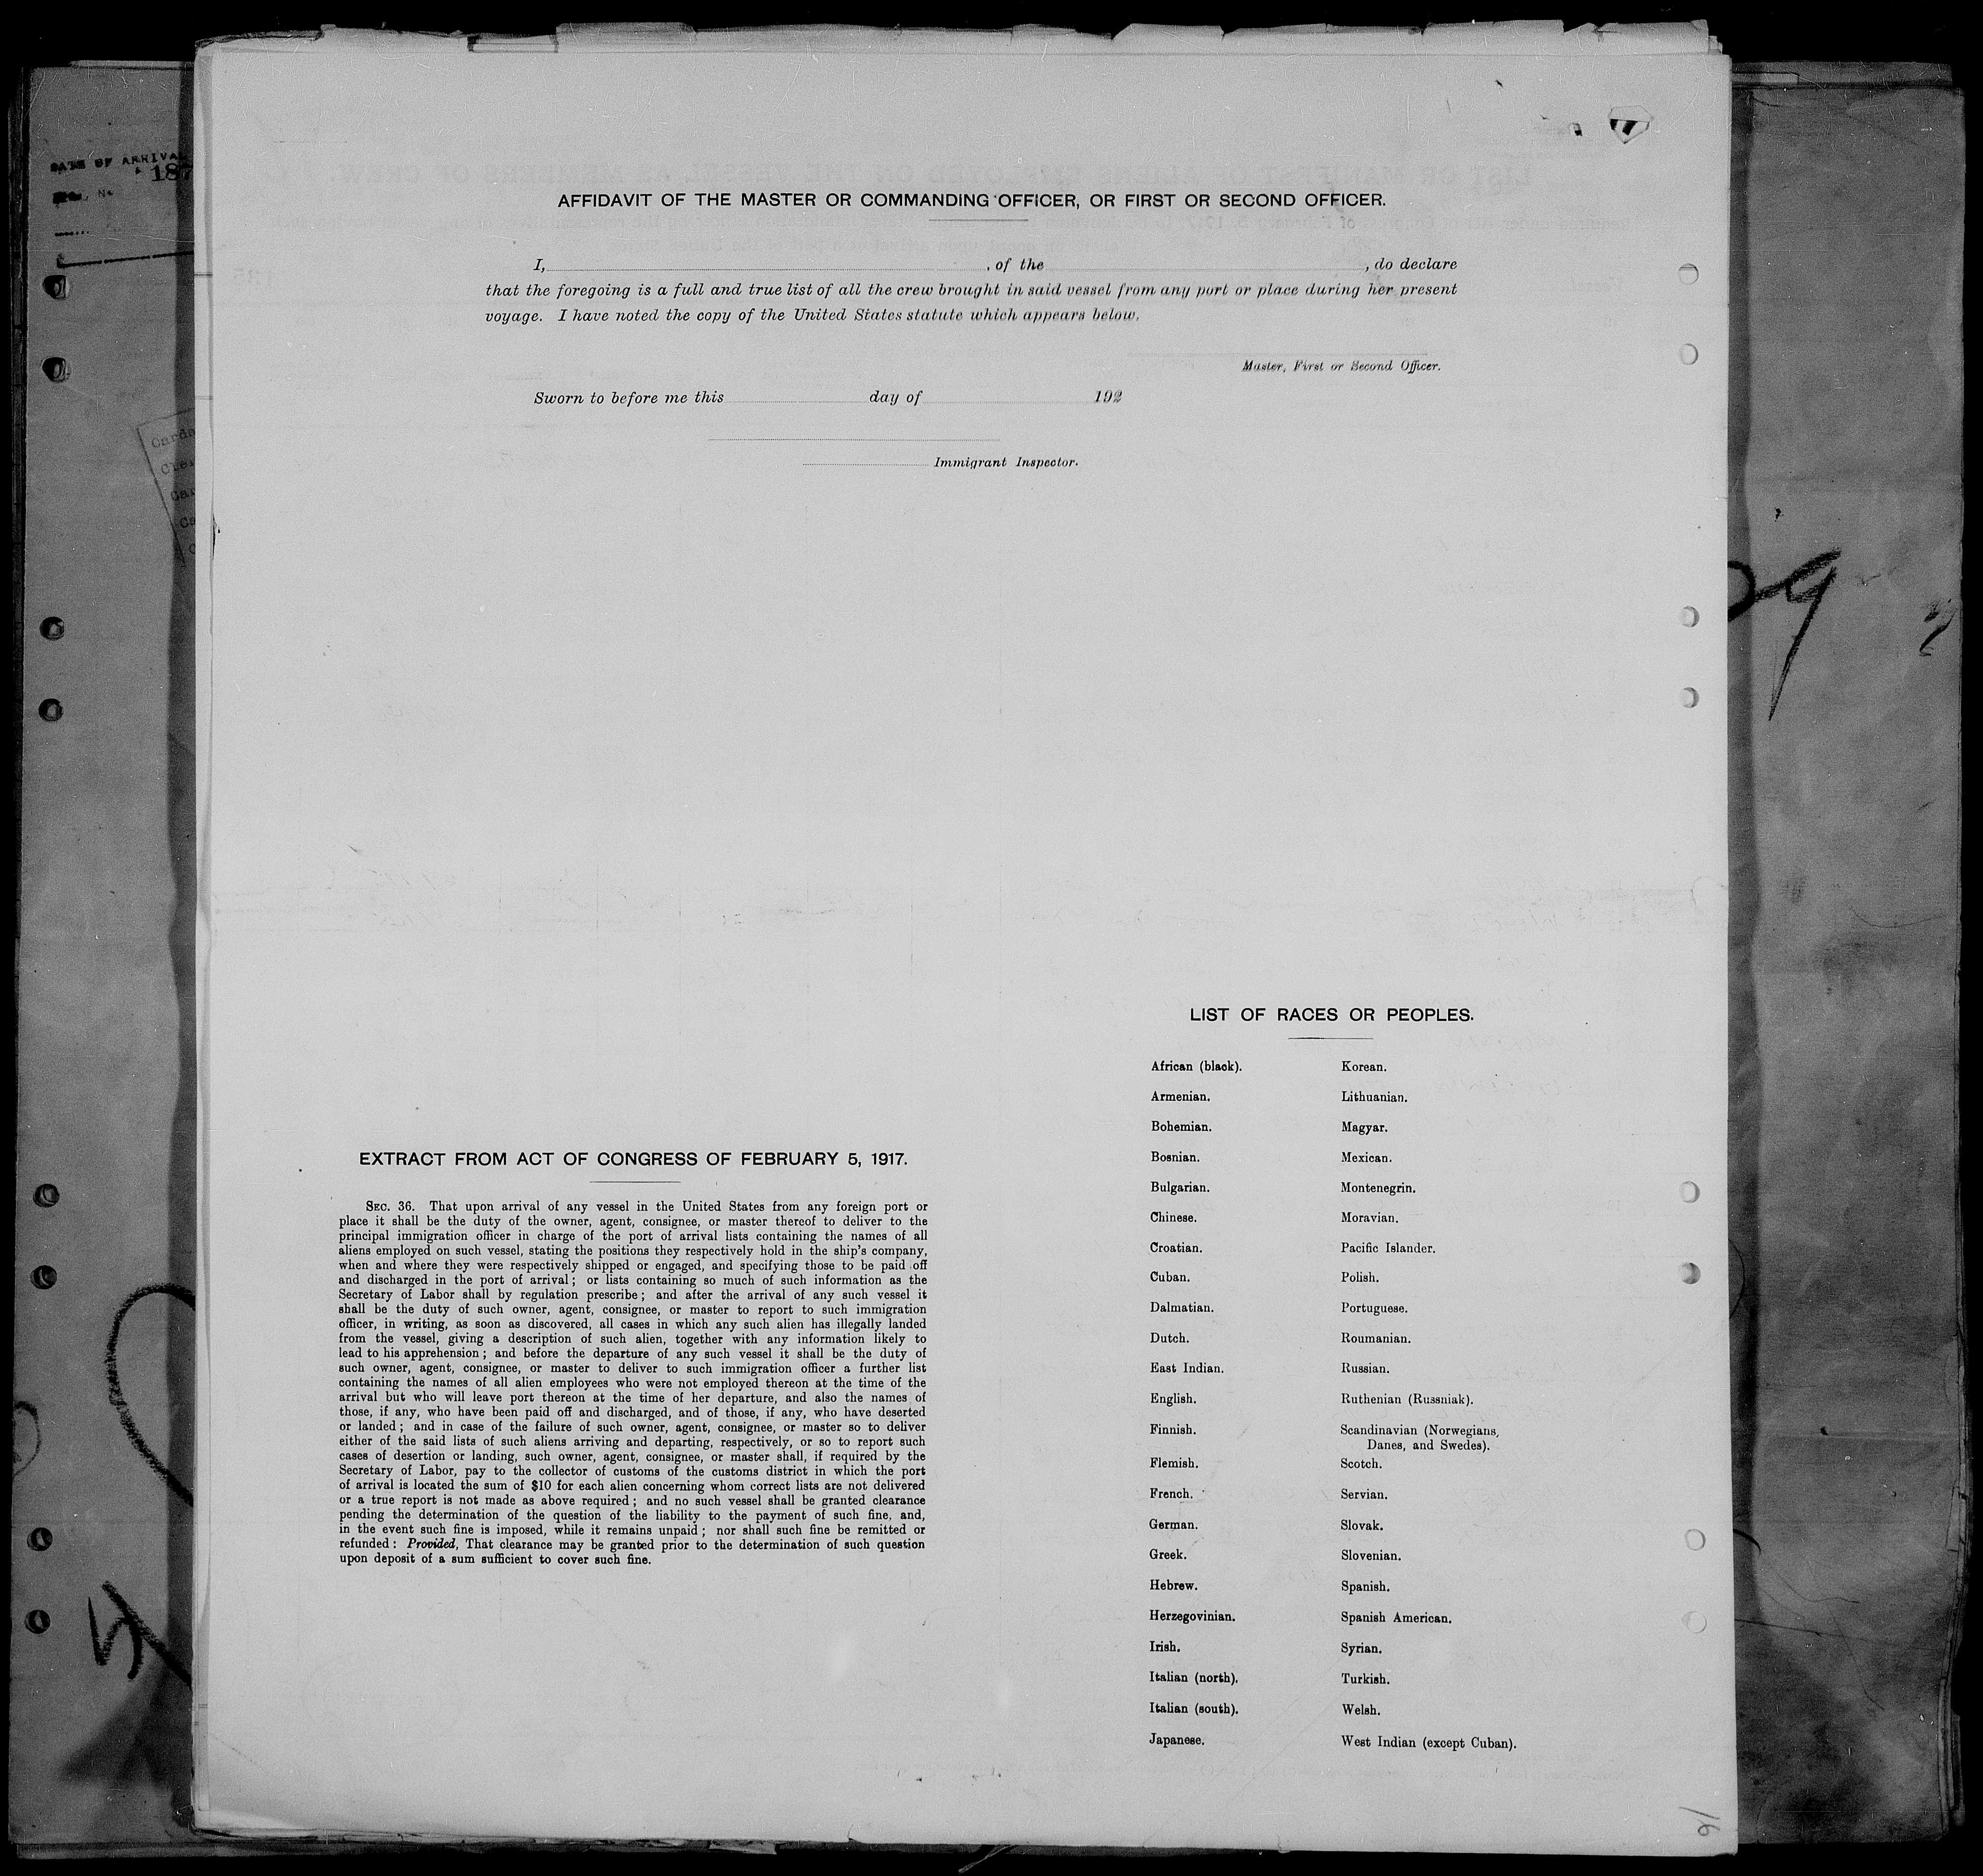 DATE OF ARRIVAL
187
AFFIDAVIT OF THE MASTER OR COMMANDING OFFICER, OR FIRST OR SECOND OFFICER.
I, , of the , do declare
that the foregoing is a full and true list of all the crew brought in said vessel from any port or place during her present
voyage. I have noted the copy of the United States statute which appears below.
Master, First or Second Officer.
Sworn to before me this day of 192
Immigrant Inspector.
EXTRACT FROM ACT OF CONGRESS OF FEBRUARY 5, 1917.
SEC. 36. That upon arrival of any vessel in the United States from any foreign port or
place it shall be the duty of the owner, agent, consignee, or master thereof to deliver to the
principal immigration officer in charge of the port of arrival lists containing the names of all
aliens employed on such vessel, stating the positions they respectively hold in the ship's company,
when and where they were respectively shipped or engaged, and specifying those to be paid off
and discharged in the port of arrival; or lists containing so much of such information as the
Secretary of Labor shall by regulation prescribe; and after the arrival of any such vessel it
shall be the duty of such owner, agent, consignee, or master to report to such immigration
officer, in writing, as soon as discovered, all cases in which any such alien has illegally landed
from the vessel, giving a description of such alien, together with any information likely to
lead to his apprehension; and before the departure of any such vessel it shall be the duty of
such owner, agent, consignee, or master to deliver to such immigration officer a further list
containing the names of all alien employees who were not employed thereon at the time of the
arrival but who will leave port thereon at the time of her departure, and also the names of
those, if any, who have been paid off and discharged, and of those, if any, who have deserted
or landed; and in case of the failure of such owner, agent, consignee, or master so to deliver
either of the said lists of such aliens arriving and departing, respectively, or so to report such
cases of desertion or landing, such owner, agent, consignee, or master shall, if required by the
Secretary of Labor, pay to the collector of customs of the customs district in which the port
of arrival is located the sum of $10 for each alien concerning whom correct lists are not delivered
or a true report is not made as above required; and no such vessel shall be granted clearance
pending the determination of the question of the liability to the payment of such fine, and,
in the event such fine is imposed, while it remains unpaid; nor shall such fine be remitted or
refunded: Provided, That clearance may be granted prior to the determination of such question
upon deposit of a sum sufficient to cover such fine.
LIST OF RACES OR PEOPLES.
African (black).
Armenian.
Bohemian.
Bosnian.
Bulgarian.
Chinese.
Croatian.
Cuban.
Dalmatian.
Dutch.
East Indian.
English.
Finnish.
Flemish.
French.
German.
Greek.
Hebrew.
Herzegovinian.
Irish.
Italian (north).
Italian (south).
Japanese.
Korean.
Lithuanian.
Magyar.
Mexican.
Montenegrin.
Moravian.
Pacific Islander.
Polish.
Portuguese.
Roumanian.
Russian.
Ruthenian (Russniak).
Scandinavian (Norwegians,
Danes, and Swedes).
Scotch.
Servian.
Slovak.
Slovenian.
Spanish.
Spanish American.
Syrian.
Turkish.
Welsh.
West Indian (except Cuban).